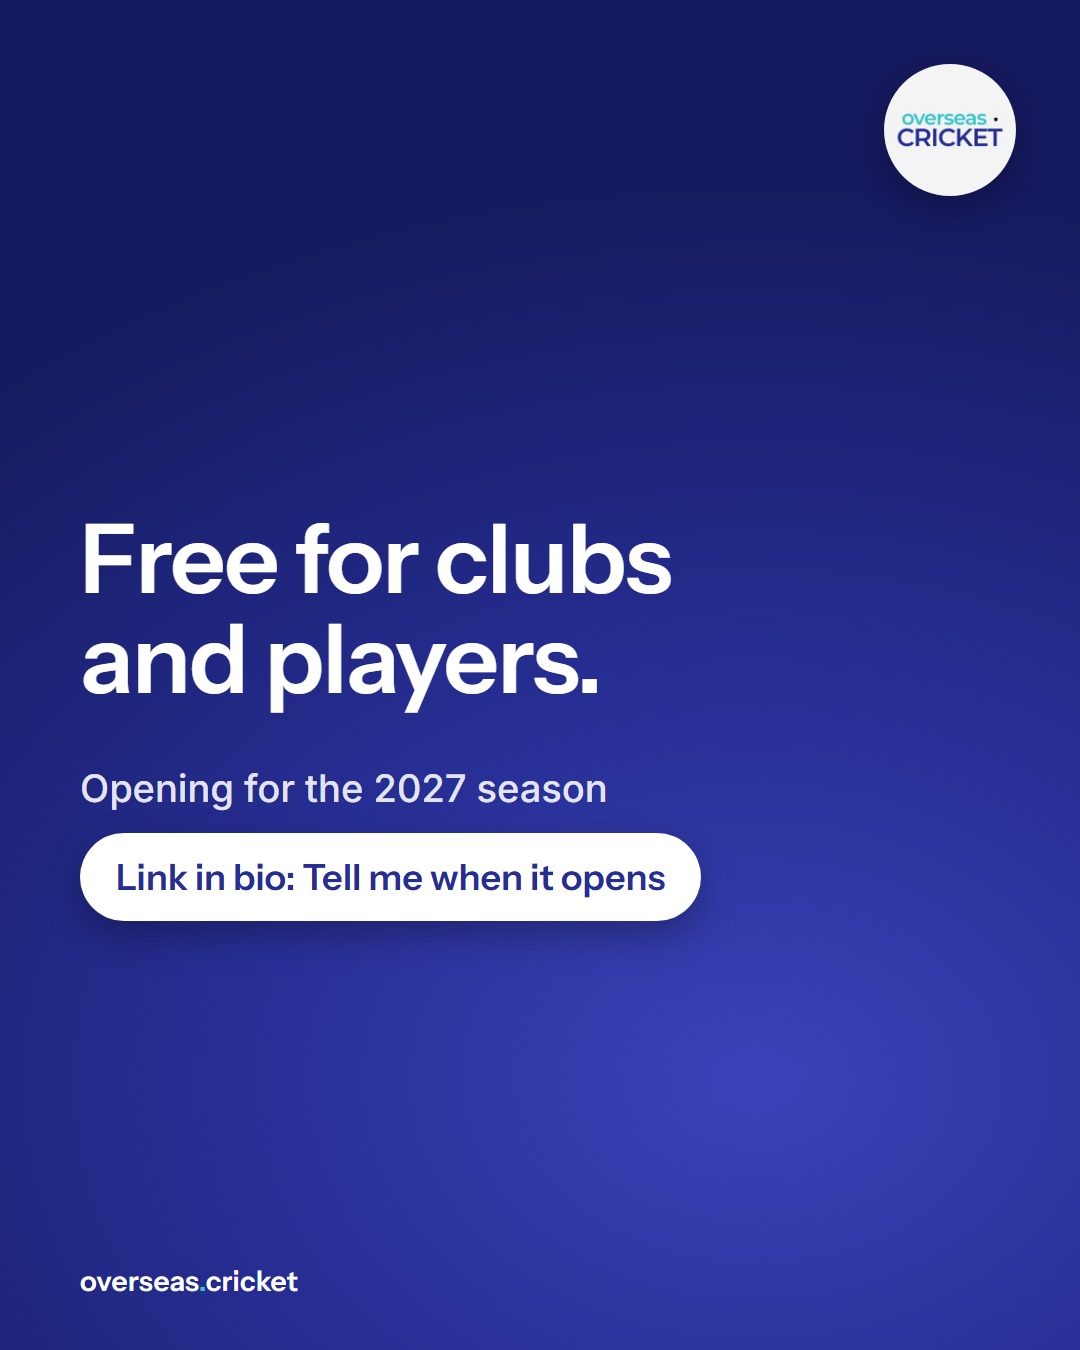 overseas
CRICKET
Free for clubs
and players.
Opening for the 2027 season
Link in bio: Tell me when it opens
overseas.cricket